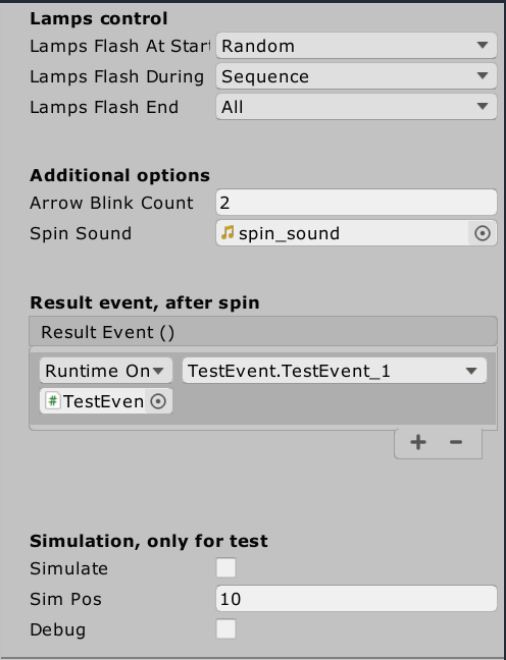 Lamps control
Lamps Flash At Star Random
Lamps Flash During Sequence
Lamps Flash End All
Additional options
Arrow Blink Count 2
Spin Sound spin_sound
Result event, after spin
Result Event ()
Runtime On TestEvent.TestEvent_1
# TestEven
+ −
Simulation, only for test
Simulate
Sim Pos 10
Debug